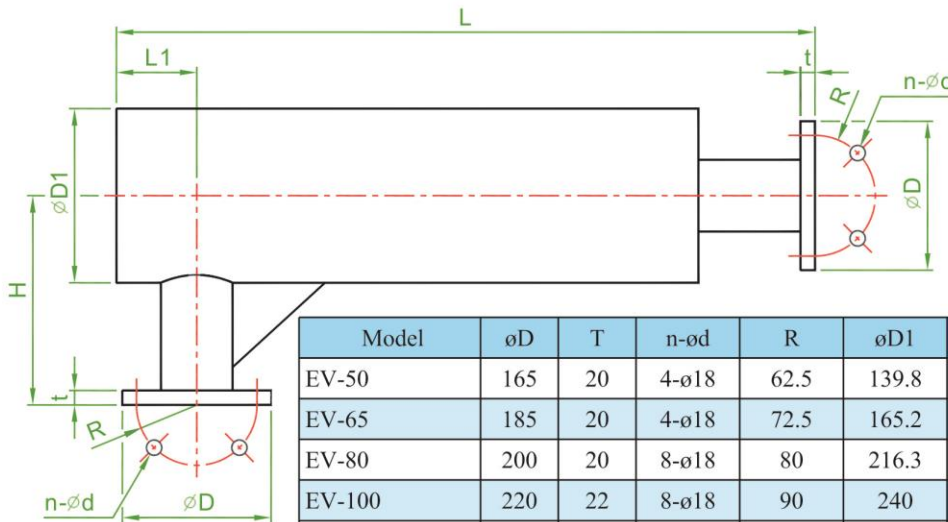 L
L1
t
R
n-Ød
ØD1
ØD
H
t
R
n-Ød
ØD
Model øD T n-ød R øD1
EV-50 165 20 4-ø18 62.5 139.8
EV-65 185 20 4-ø18 72.5 165.2
EV-80 200 20 8-ø18 80 216.3
EV-100 220 22 8-ø18 90 240